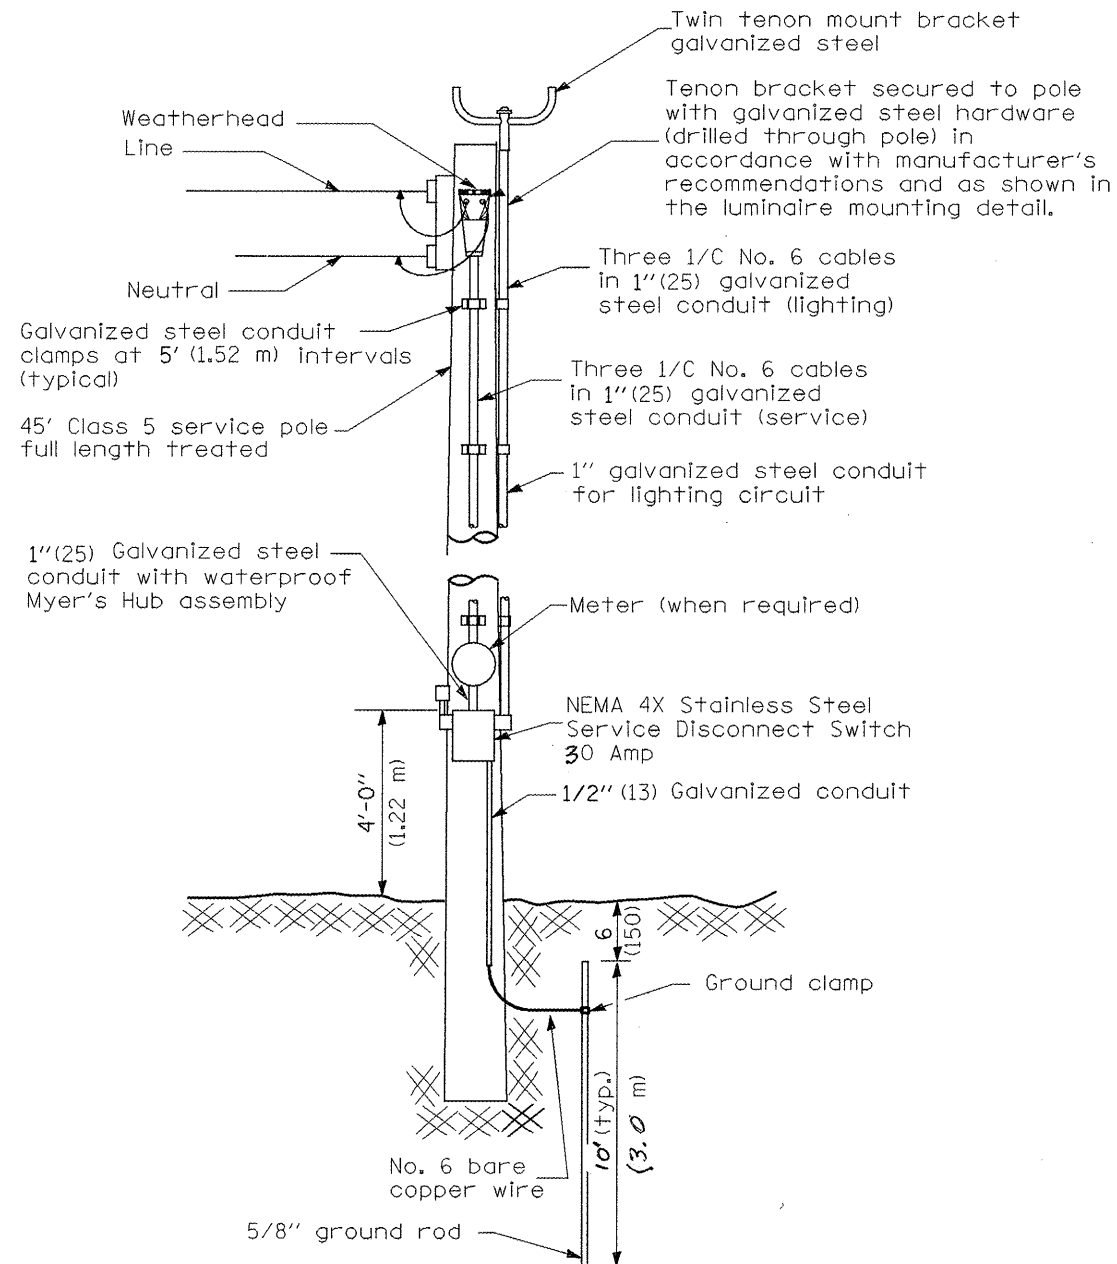 Twin tenon mount bracket
galvanized steel
Tenon bracket secured to pole
with galvanized steel hardware
(drilled through pole) in
accordance with manufacturer's
recommendations and as shown in
the luminaire mounting detail.
Weatherhead
Line
Neutral
Three 1/C No. 6 cables
in 1"(25) galvanized
steel conduit (lighting)
Galvanized steel conduit
clamps at 5' (1.52 m) intervals
(typical)
Three 1/C No. 6 cables
in 1"(25) galvanized
steel conduit (service)
45' Class 5 service pole
full length treated
1" galvanized steel conduit
for lighting circuit
1"(25) Galvanized steel
conduit with waterproof
Myer's Hub assembly
Meter (when required)
NEMA 4X Stainless Steel
Service Disconnect Switch
30 Amp
1/2" (13) Galvanized conduit
4'-0"
(1.22 m)
6
(150)
Ground clamp
10' (typ.)
(3.0 m)
No. 6 bare
copper wire
5/8" ground rod